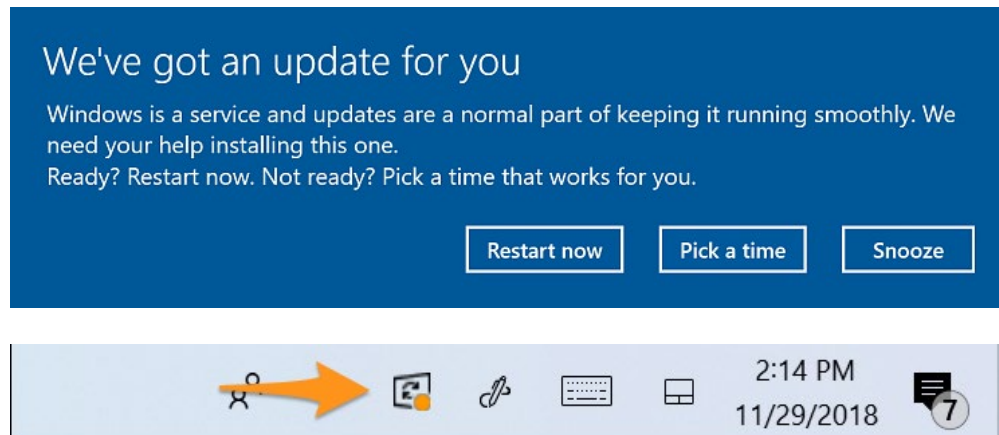 We've got an update for you
Windows is a service and updates are a normal part of keeping it running smoothly. We
need your help installing this one.
Ready? Restart now. Not ready? Pick a time that works for you.
Restart now Pick a time Snooze
2:14 PM
11/29/2018
7